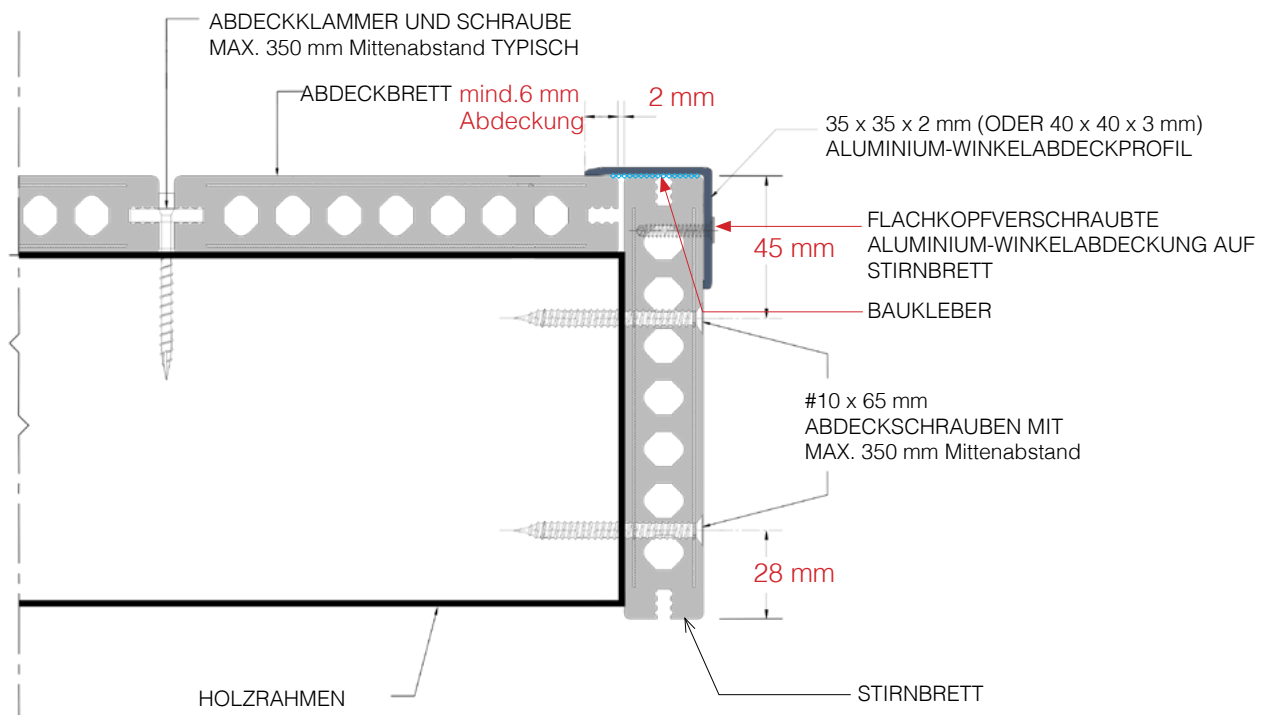 ABDECKKLAMMER UND SCHRAUBE
MAX. 350 mm Mittenabstand TYPISCH
ABDECKBRETT mind.6 mm
Abdeckung
2 mm
35 x 35 x 2 mm (ODER 40 x 40 x 3 mm)
ALUMINIUM-WINKELABDECKPROFIL
FLACHKOPFVERSCHRAUBTE
ALUMINIUM-WINKELABDECKUNG AUF
STIRNBRETT
45 mm
BAUKLEBER
#10 x 65 mm
ABDECKSCHRAUBEN MIT
MAX. 350 mm Mittenabstand
28 mm
HOLZRAHMEN
STIRNBRETT